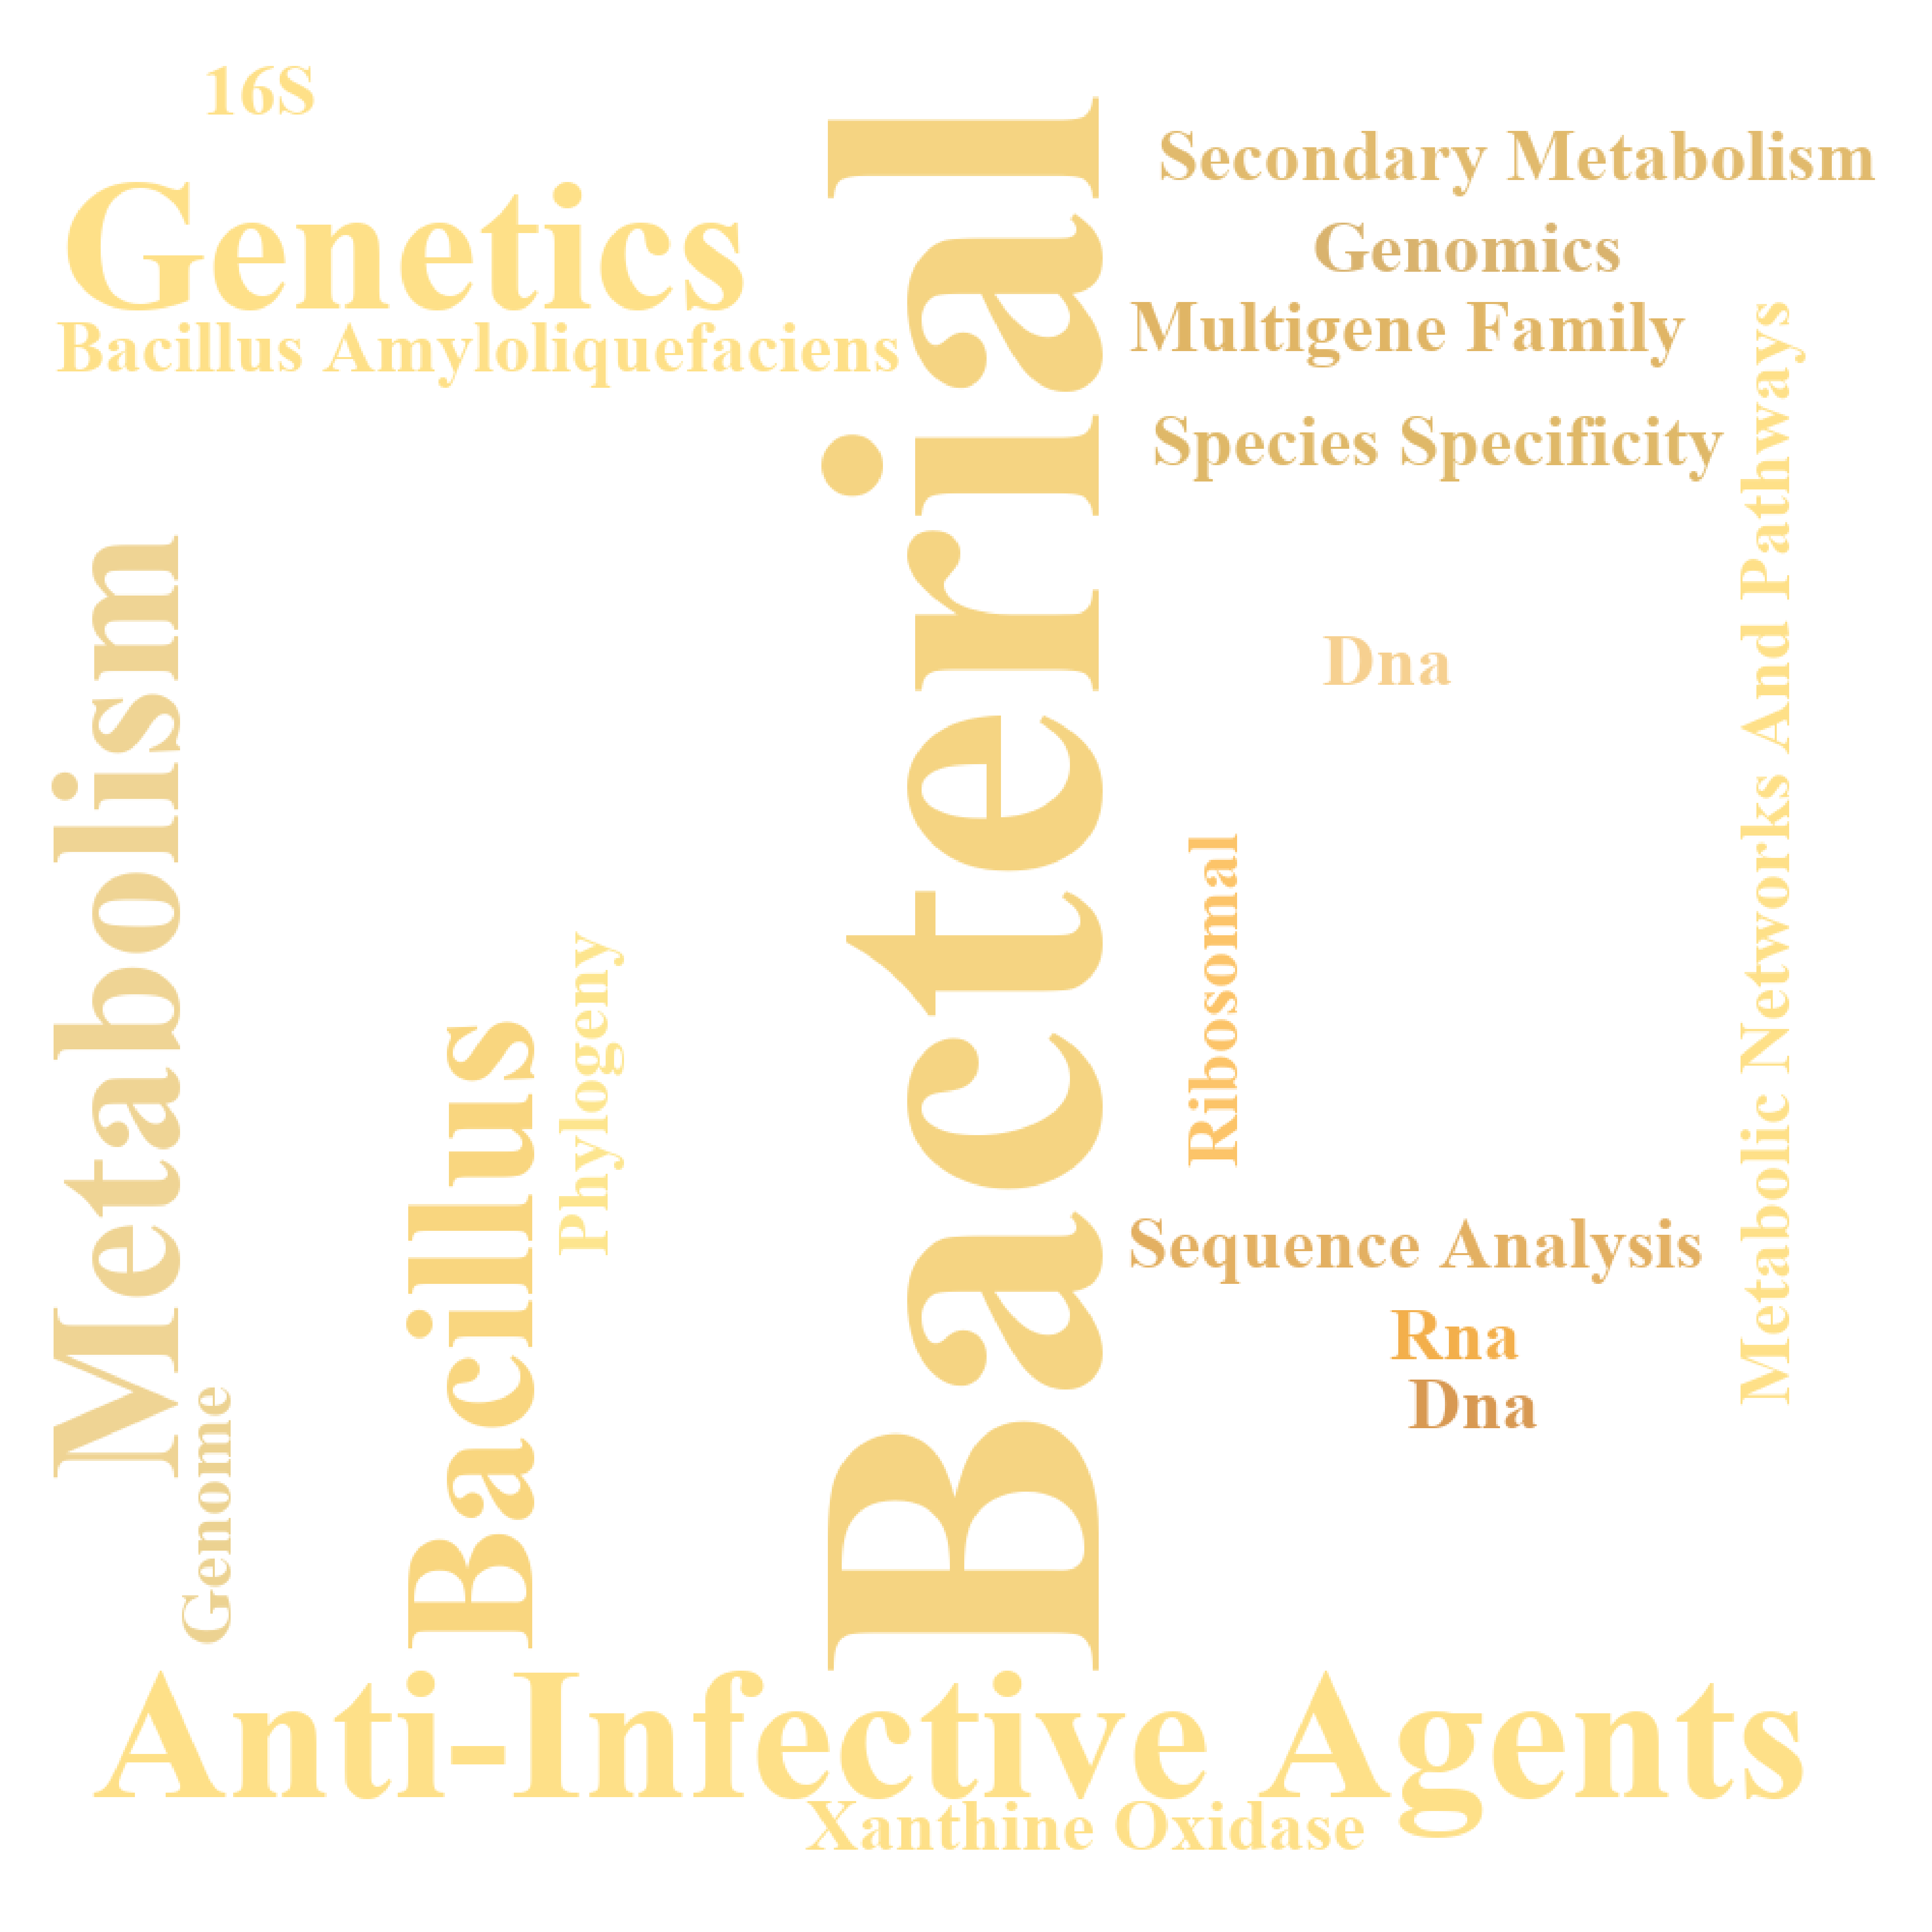 16S
Genetics
Bacillus Amyloliquefaciens
Secondary Metabolism
Genomics
Multigene Family
Species Specificity
Metabolism
Genome
Bacillus
Phylogeny
Bacterial
Dna
Ribosomal
Metabolic Networks And Pathways
Sequence Analysis
Rna
Dna
Anti-Infective Agents
Xanthine Oxidase